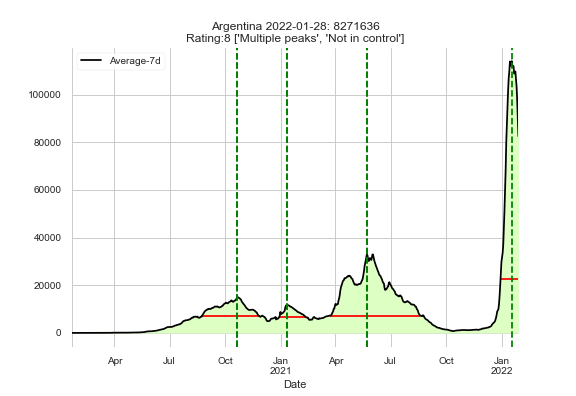 Argentina 2022-01-28: 8271636
Rating:8 ['Multiple peaks', 'Not in control']
Average-7d
100000
80000
60000
40000
20000
0
Apr Jul Oct Jan Apr Jul Oct Jan
2021 2022
Date